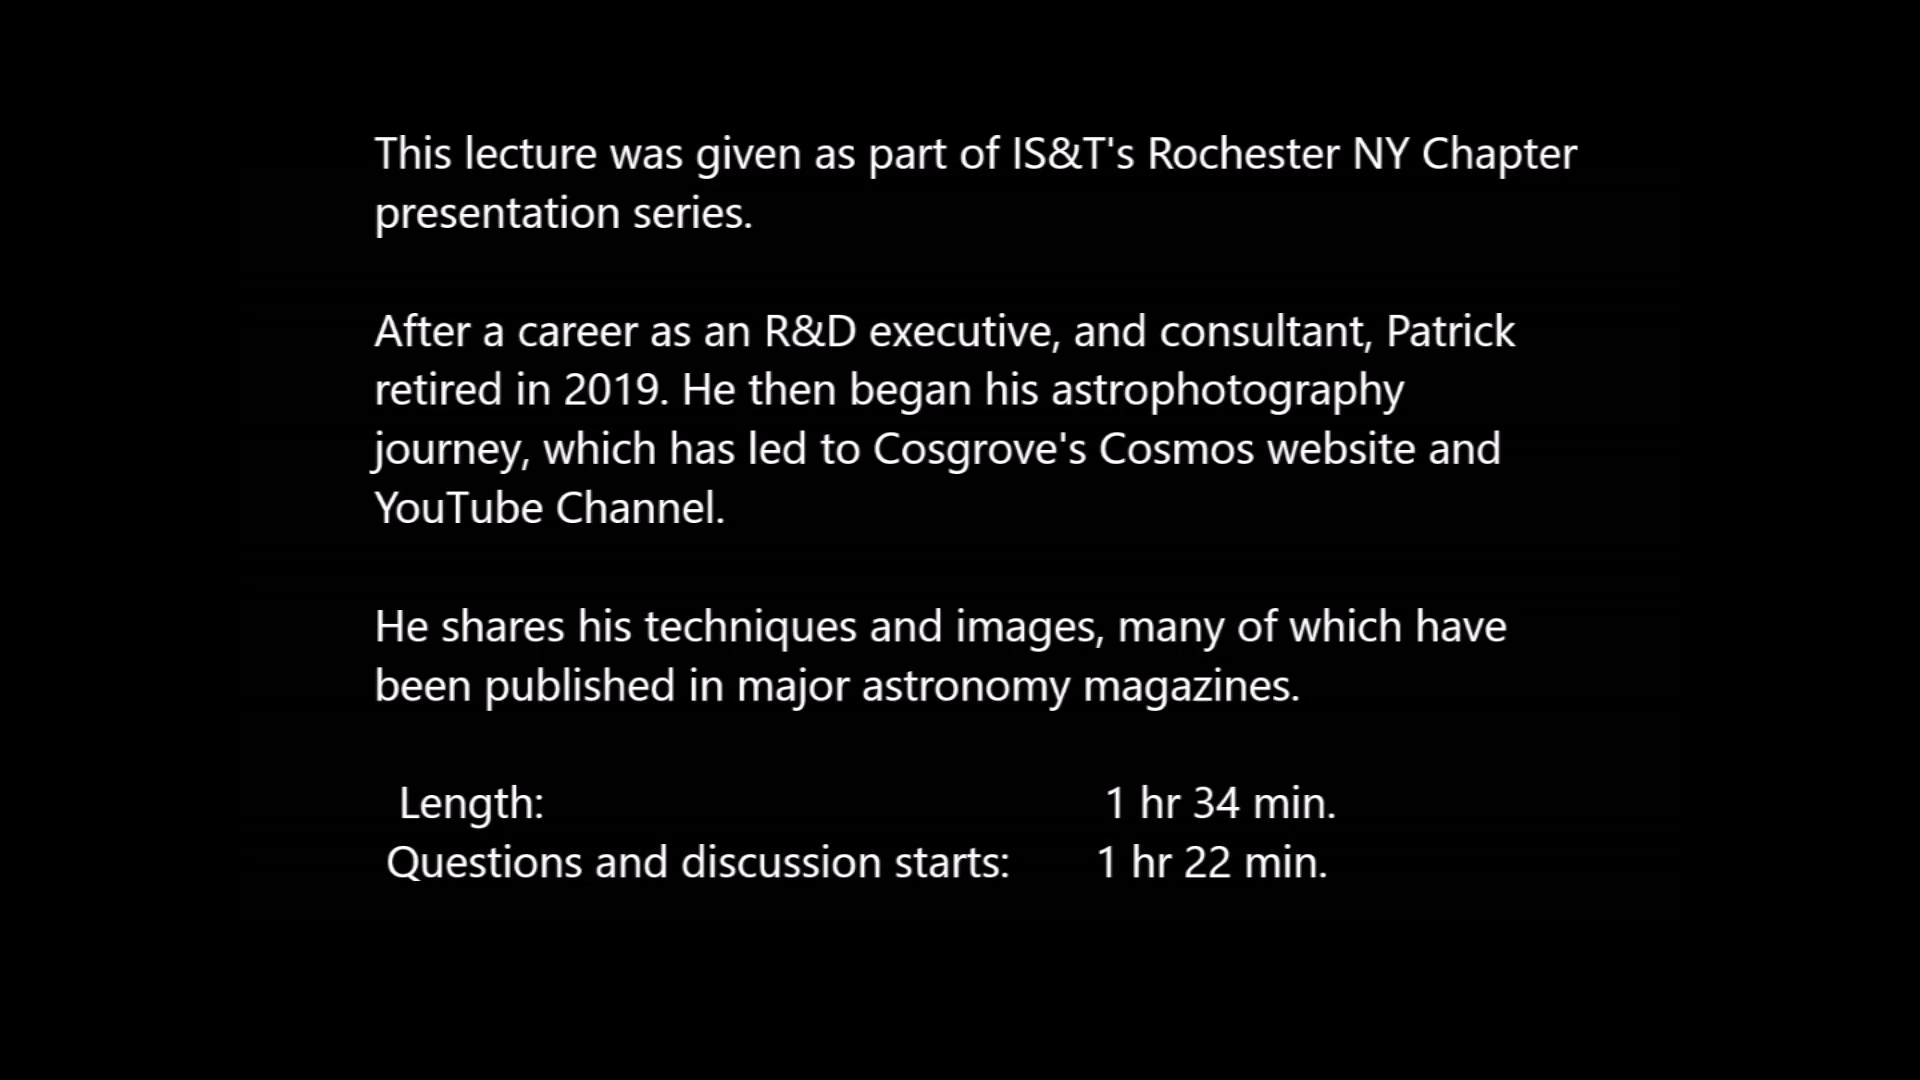 This lecture was given as part of IS&T's Rochester NY Chapter
presentation series.
After a career as an R&D executive, and consultant, Patrick
retired in 2019. He then began his astrophotography
journey, which has led to Cosgrove's Cosmos website and
YouTube Channel.
He shares his techniques and images, many of which have
been published in major astronomy magazines.
Length: 1 hr 34 min.
Questions and discussion starts: 1 hr 22 min.